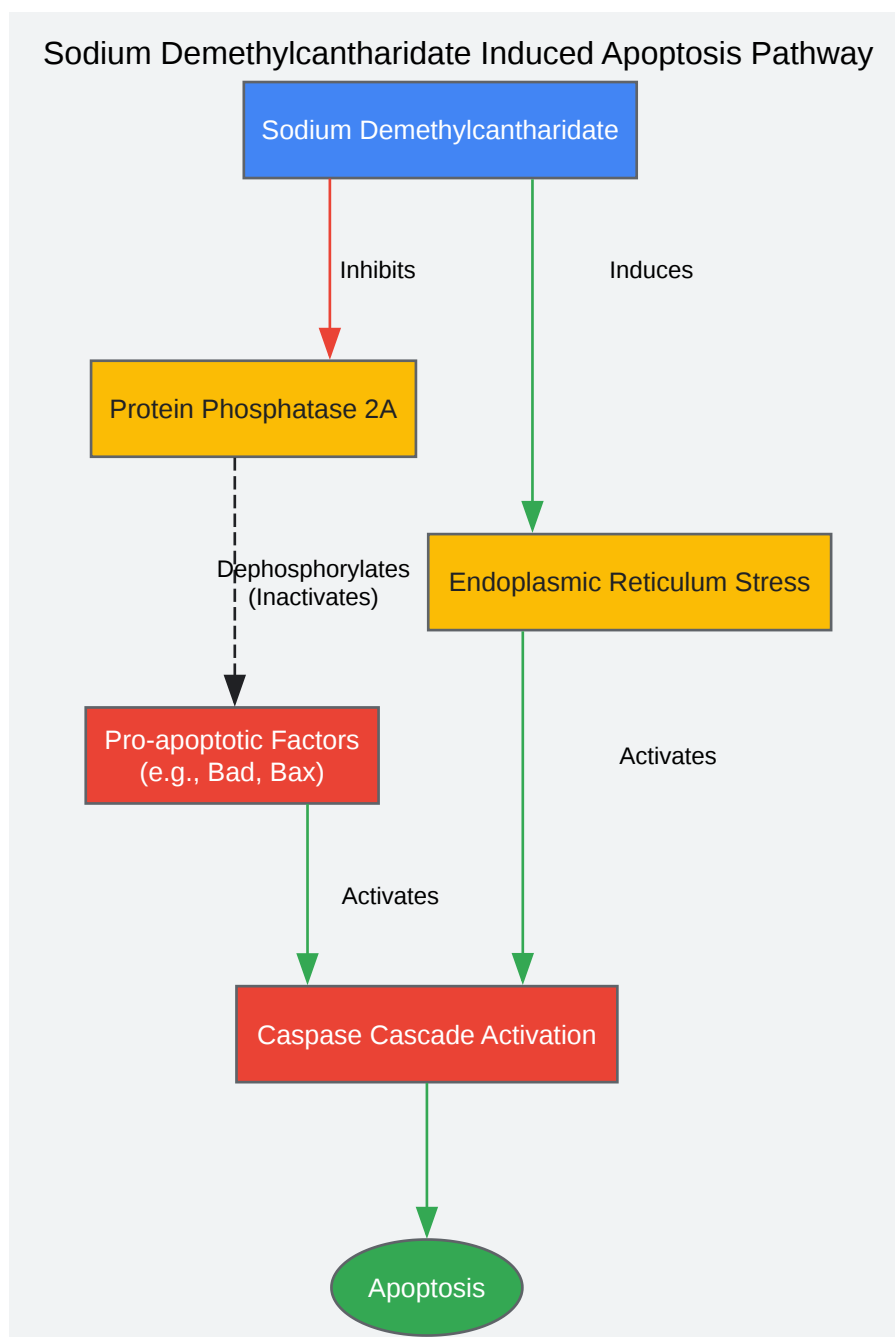 Sodium Demethylcantharidate Induced Apoptosis Pathway
Sodium Demethylcantharidate
Inhibits
Induces
Protein Phosphatase 2A
Dephosphorylates
(Inactivates)
Endoplasmic Reticulum Stress
Pro-apoptotic Factors
(e.g., Bad, Bax)
Activates
Activates
Caspase Cascade Activation
Apoptosis